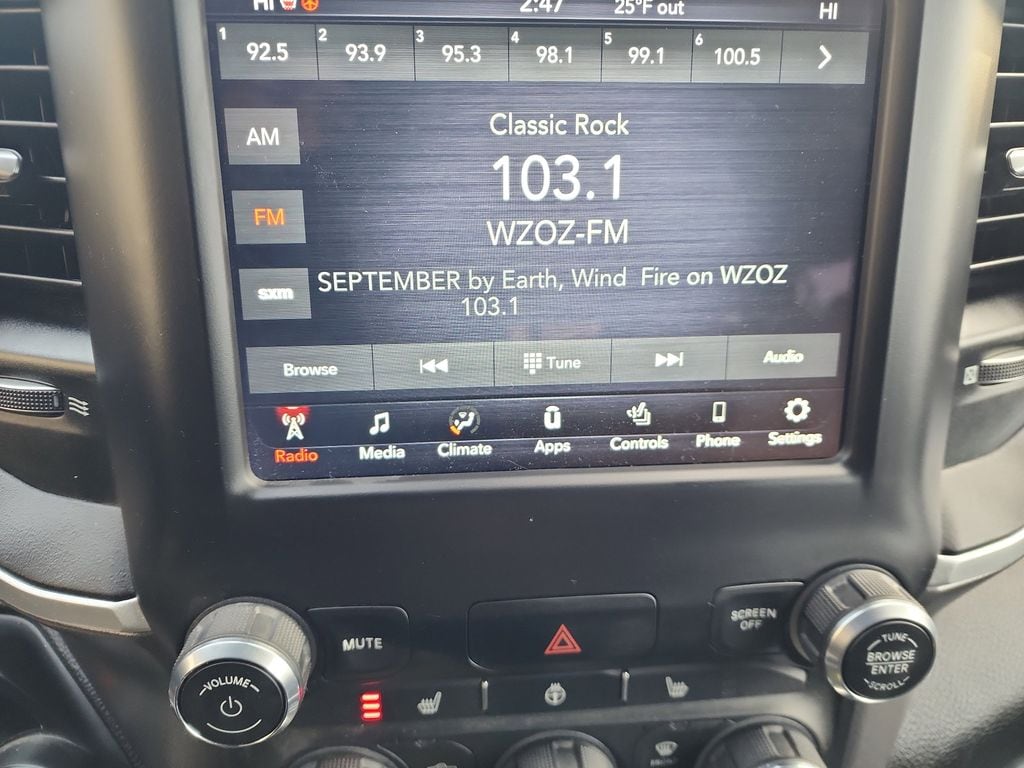 HI 2:47 25°F out HI
1 92.5 2 93.9 3 95.3 4 98.1 5 99.1 6 100.5
AM
FM
sxm
Classic Rock
103.1
WZOZ-FM
SEPTEMBER by Earth, Wind  Fire on WZOZ
103.1
Browse Tune Audio
Radio Media Climate Apps Controls Phone Settings
MUTE
SCREEN
OFF
VOLUME
TUNE
BROWSE
ENTER
SCROLL